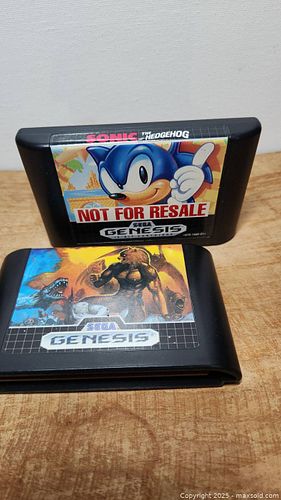 SONIC THE HEDGEHOG
NOT FOR RESALE
SEGA
GENESIS
SEGA
GENESIS
Copyright 2025 - maxsold.com